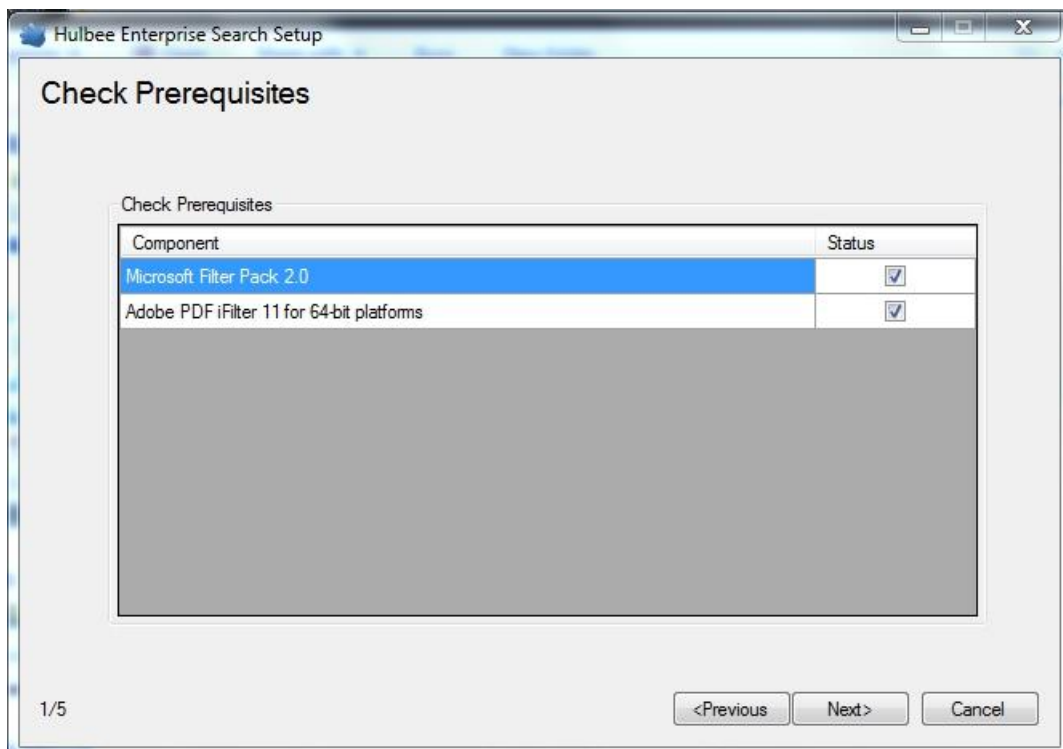 Hulbee Enterprise Search Setup
Check Prerequisites
Check Prerequisites
Component Status
Microsoft Filter Pack 2.0
Adobe PDF iFilter 11 for 64-bit platforms
1/5 <Previous Next> Cancel